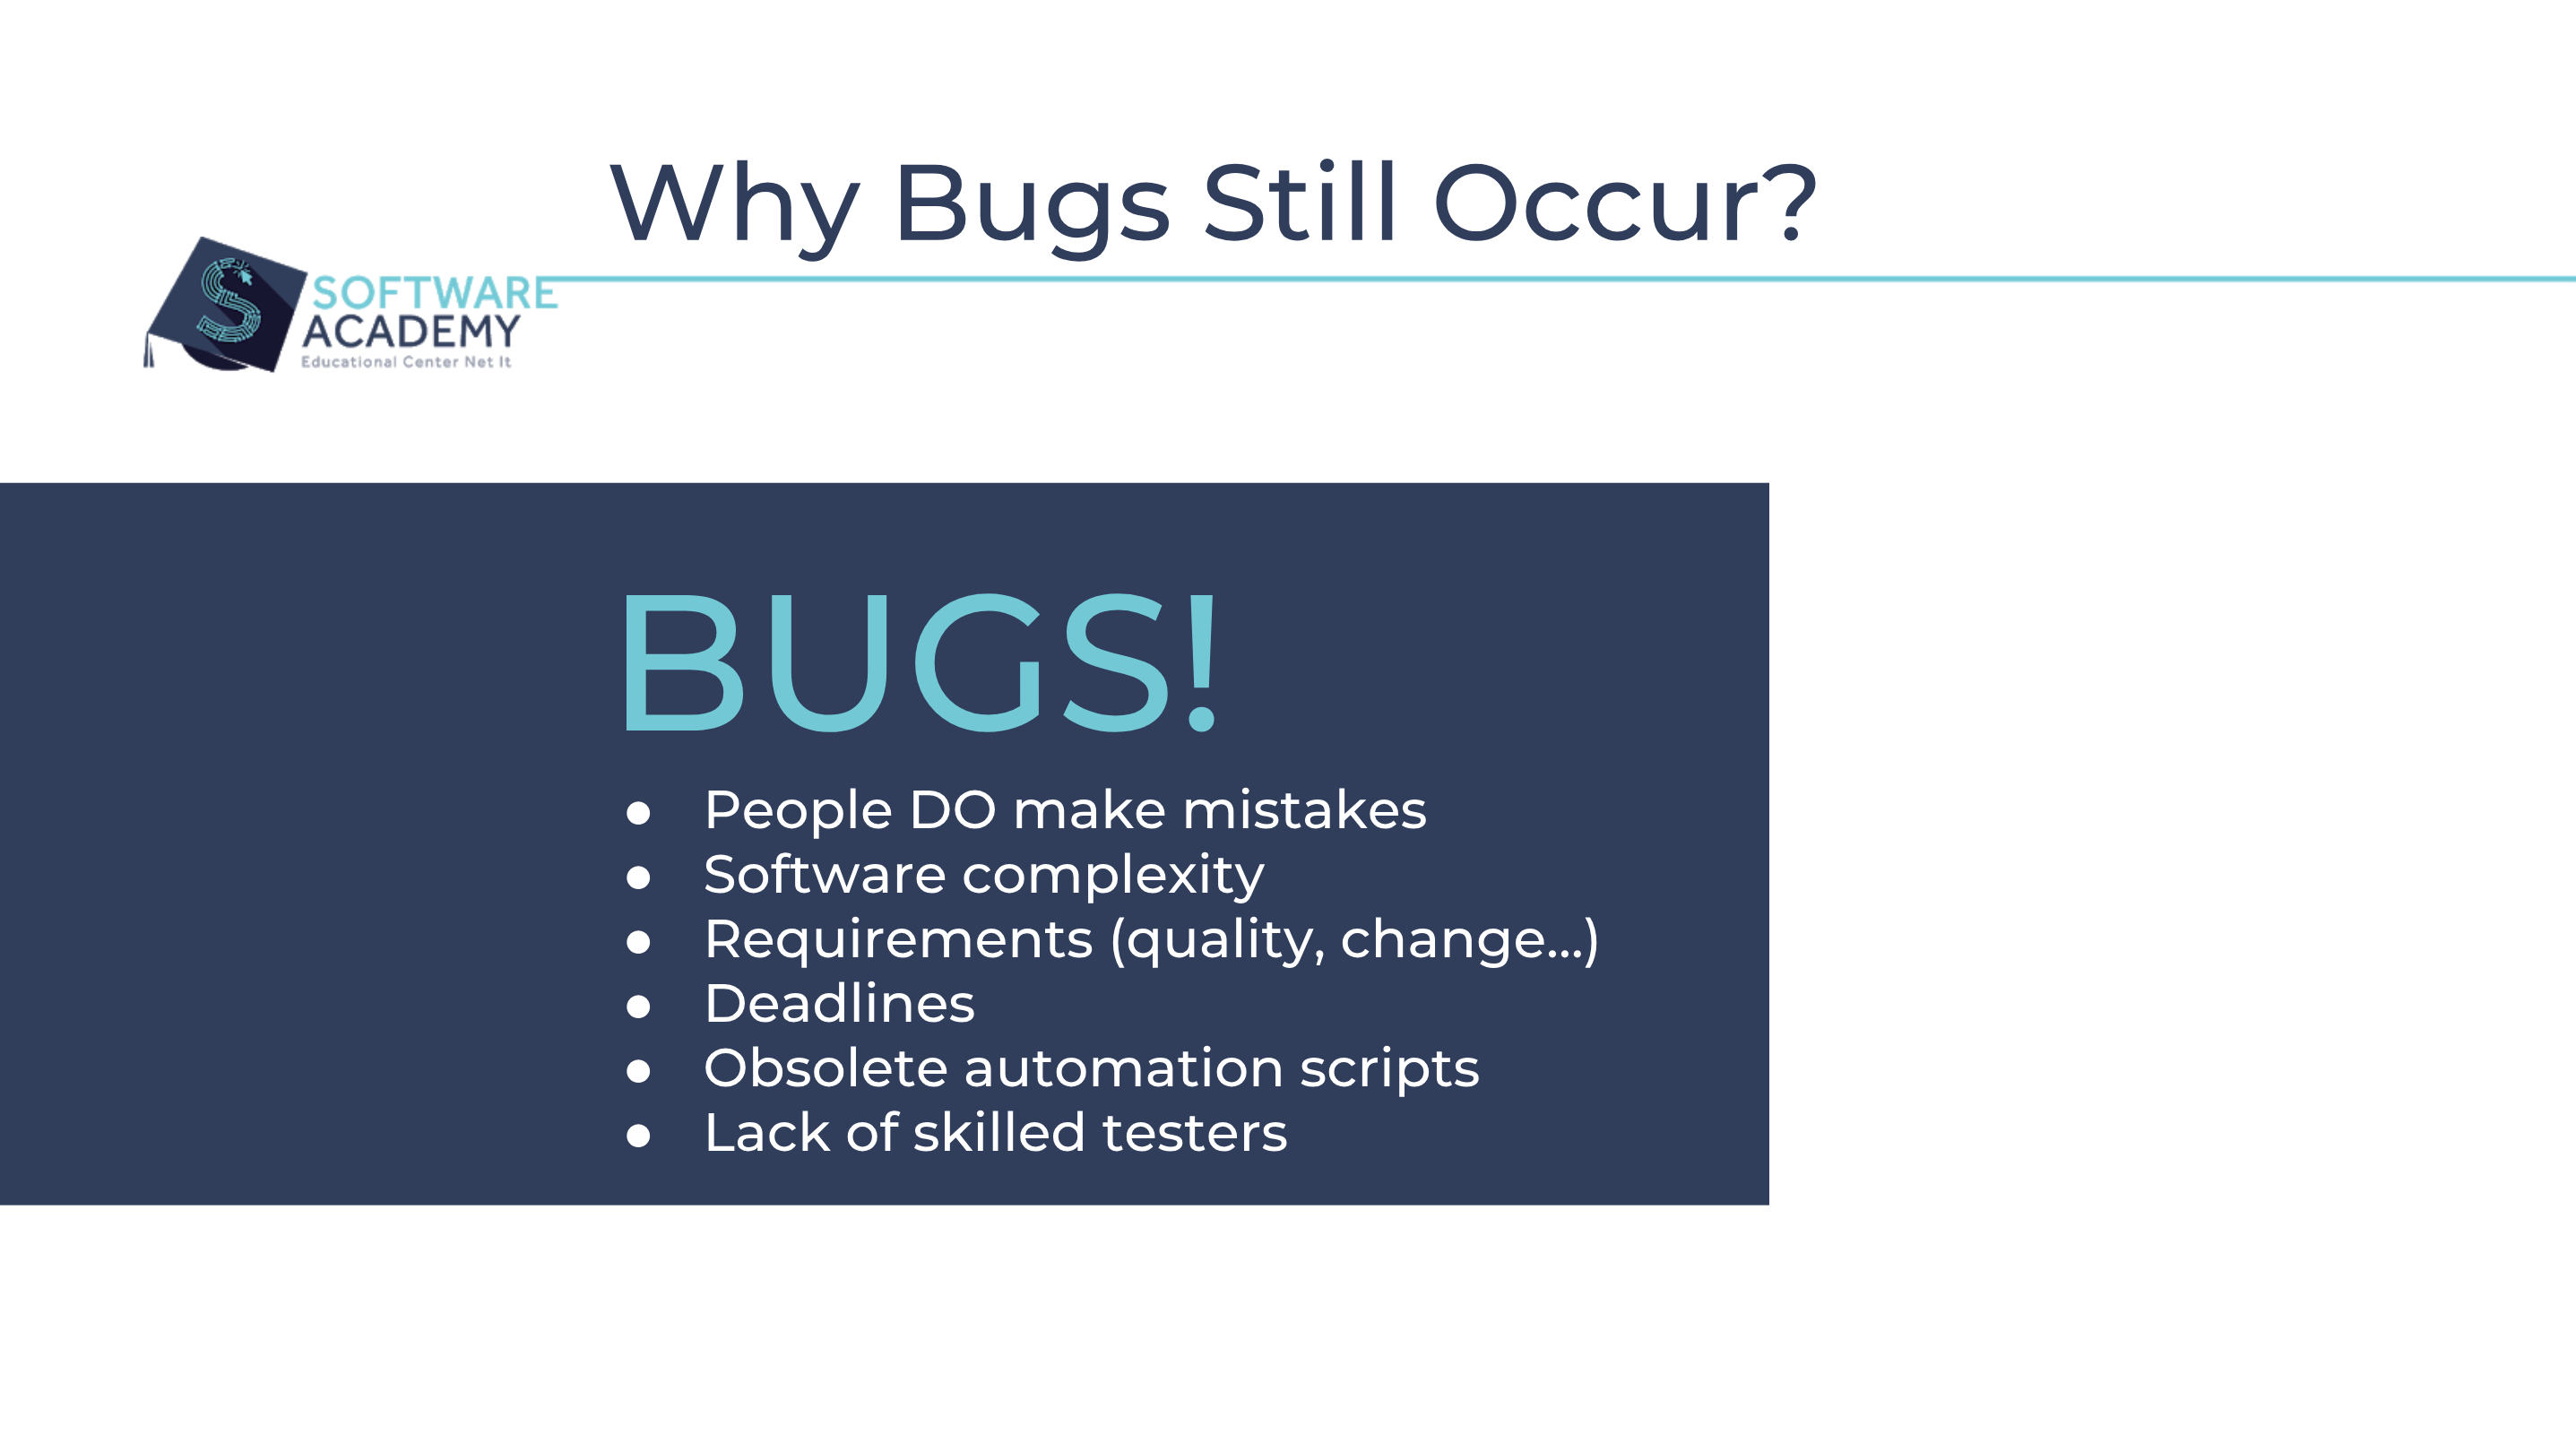 Why Bugs Still Occur?
SOFTWARE
ACADEMY
Educational Center Net It
BUGS!
● People DO make mistakes
● Software complexity
● Requirements (quality, change...)
● Deadlines
● Obsolete automation scripts
● Lack of skilled testers